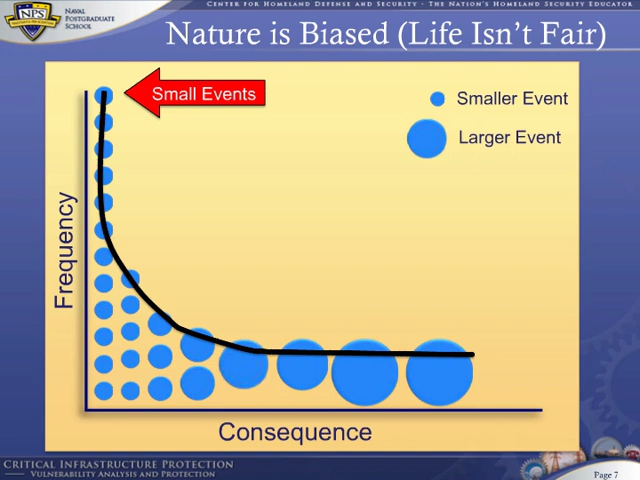 CENTER FOR HOMELAND DEFENSE AND SECURITY · THE NATION'S HOMELAND SECURITY EDUCATOR
NPS
NAVAL
POSTGRADUATE
SCHOOL
Nature is Biased (Life Isn't Fair)
Small Events
Smaller Event
Larger Event
Frequency
Consequence
CRITICAL INFRASTRUCTURE PROTECTION
VULNERABILITY ANALYSIS AND PROTECTION
Page 7